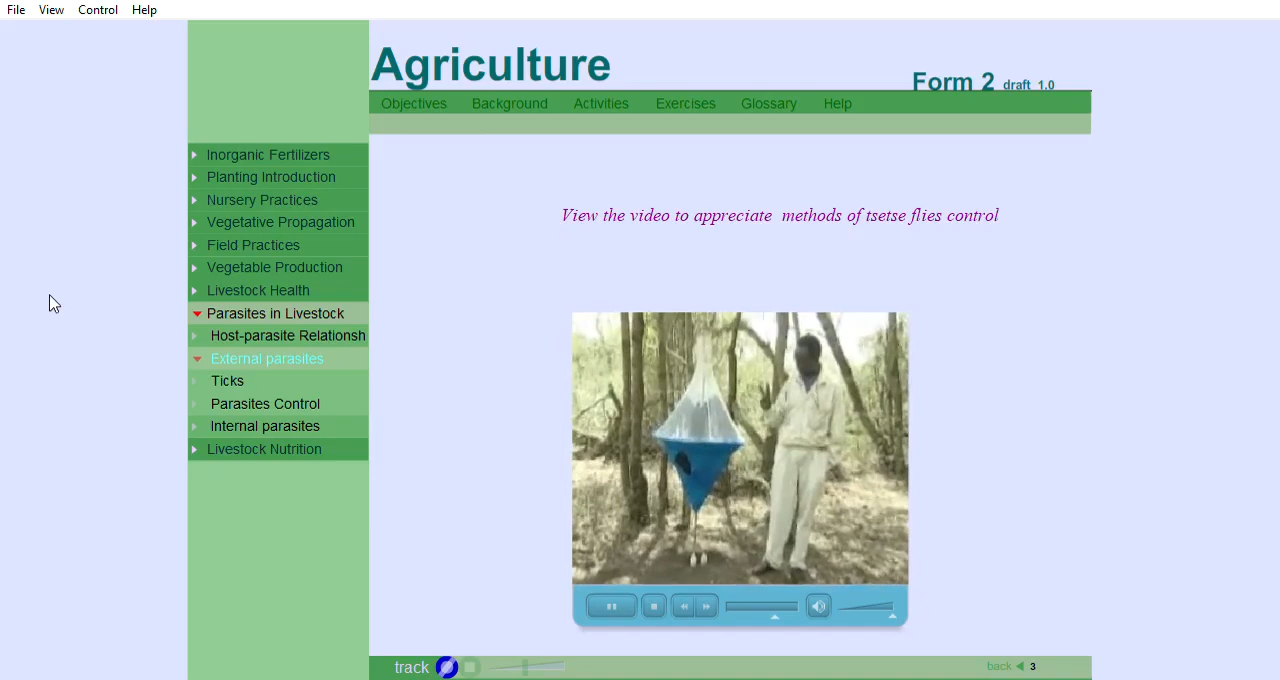 File View Control Help
Agriculture
Form 2 draft 1.0
Objectives Background Activities Exercises Glossary Help
Inorganic Fertilizers
Planting Introduction
Nursery Practices
Vegetative Propagation
Field Practices
Vegetable Production
Livestock Health
Parasites in Livestock
Host-parasite Relationsh
External parasites
Ticks
Parasites Control
Internal parasites
Livestock Nutrition
View the video to appreciate methods of tsetse flies control
track
back 3